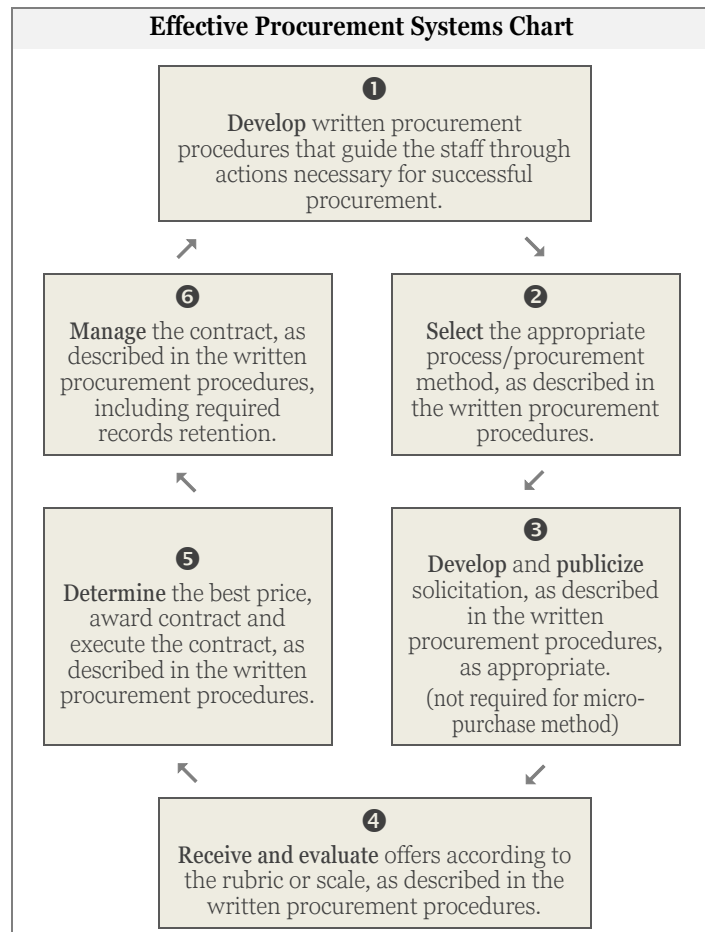 Effective Procurement Systems Chart
❶
Develop written procurement
procedures that guide the staff through
actions necessary for successful
procurement.
❷
Select the appropriate
process/procurement
method, as described in
the written procurement
procedures.
❸
Develop and publicize
solicitation, as described
in the written
procurement procedures,
as appropriate.
(not required for micro-
purchase method)
❹
Receive and evaluate offers according to
the rubric or scale, as described in the
written procurement procedures.
❺
Determine the best price,
award contract and
execute the contract, as
described in the written
procurement procedures.
❻
Manage the contract, as
described in the written
procurement procedures,
including required
records retention.